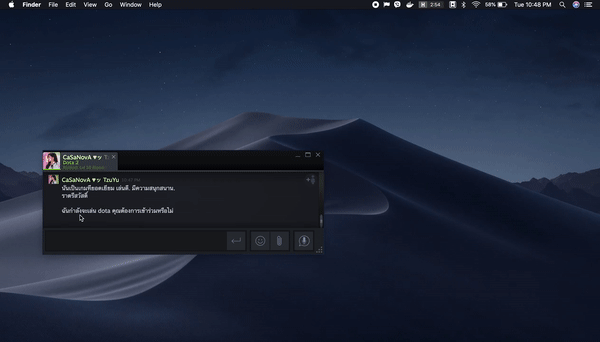 Finder File Edit View Go Window Help 2:54 58% Tue 10:48 PM
CaSaNovA ♥ッ T
Dota 2
CaSaNovA ♥ッ TzuYu 10:47 PM
นั่นเป็นเกมที่ยอดเยี่ยม เล่นดี. มีความสนุกสนาน.
ราตรีสวัสดิ์
ฉันกำลังจะเล่น dota คุณต้องการเข้าร่วมหรือไม่